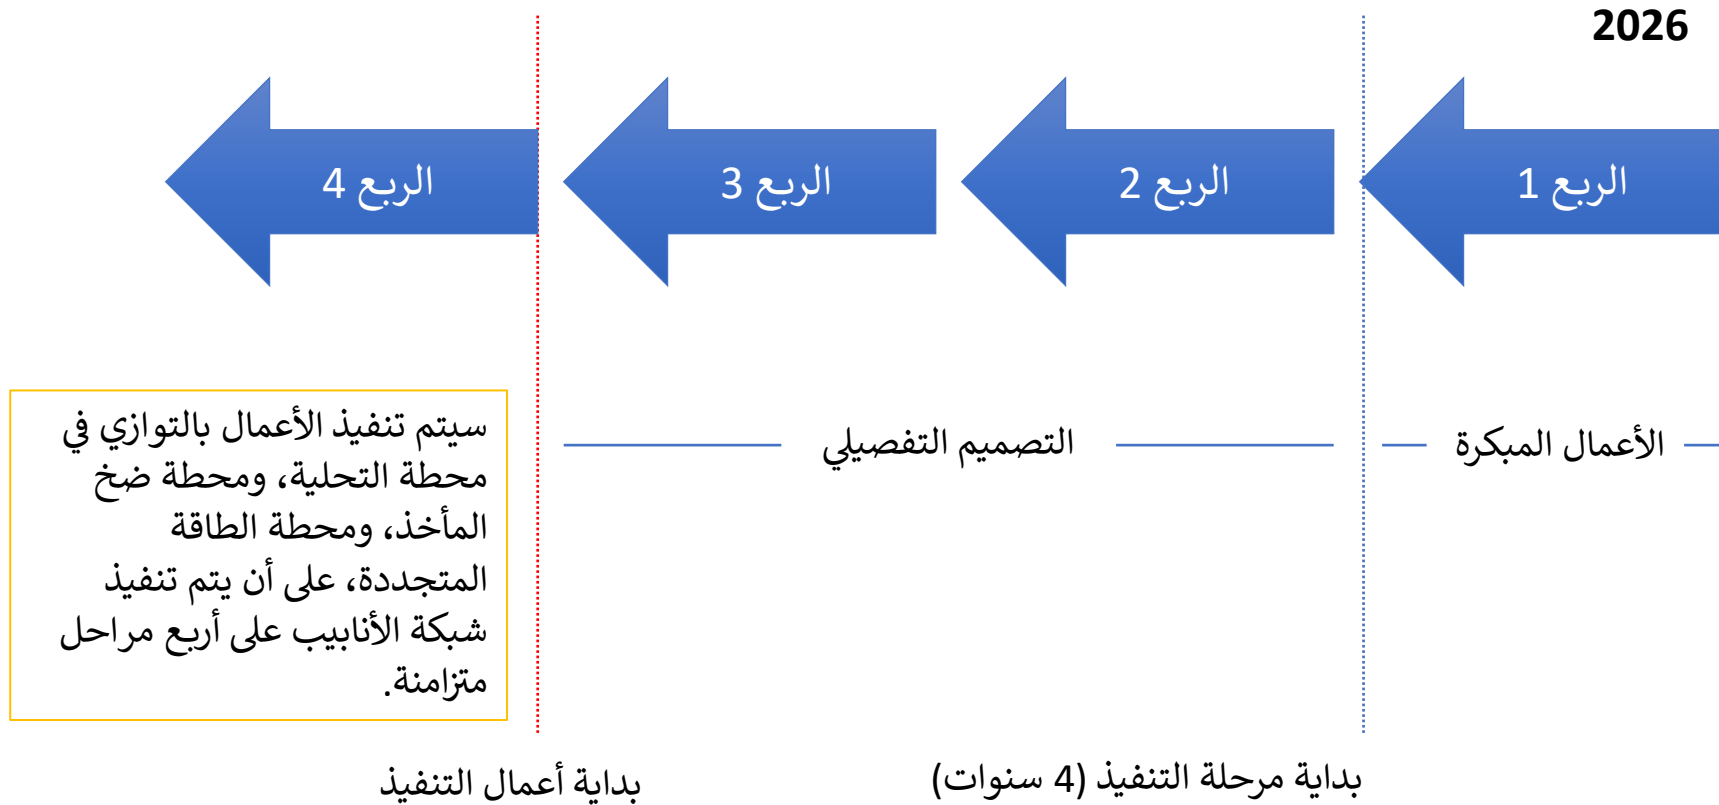 2026
الربع 1
الربع 2
الربع 3
الربع 4
الأعمال المبكرة
التصميم التفصيلي
سيتم تنفيذ الأعمال بالتوازي في
محطة التحلية، ومحطة ضخ
المأخذ، ومحطة الطاقة
المتجددة، على أن يتم تنفيذ
شبكة الأنابيب على أربع مراحل
متزامنة.
بداية مرحلة التنفيذ (4 سنوات)
بداية أعمال التنفيذ